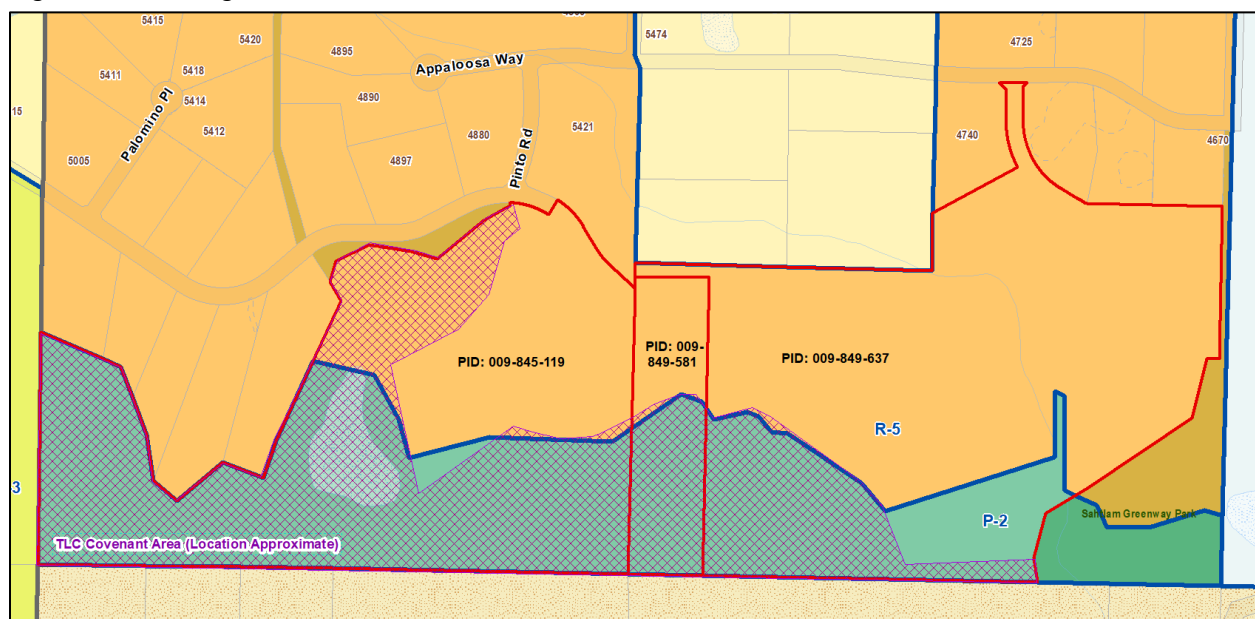 5415
5420
4895
5474
4725
5411
5418
Appaloosa Way
5414
4890
15
Palomino Pl
5412
4880
5421
4740
4670
5005
4897
Pinto Rd
PID: 009-845-119
PID: 009-
849-581
PID: 009-849-637
R-5
3
P-2
Sahtlam Greenway Park
TLC Covenant Area (Location Approximate)